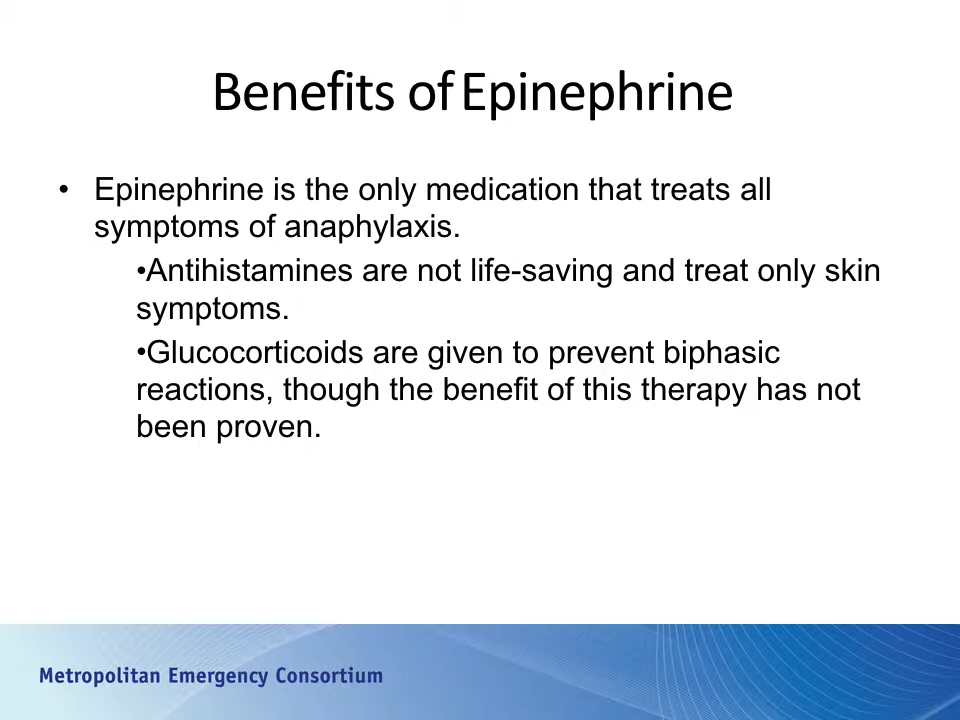 Benefits of Epinephrine
• Epinephrine is the only medication that treats all
symptoms of anaphylaxis.
•Antihistamines are not life-saving and treat only skin
symptoms.
•Glucocorticoids are given to prevent biphasic
reactions, though the benefit of this therapy has not
been proven.
Metropolitan Emergency Consortium